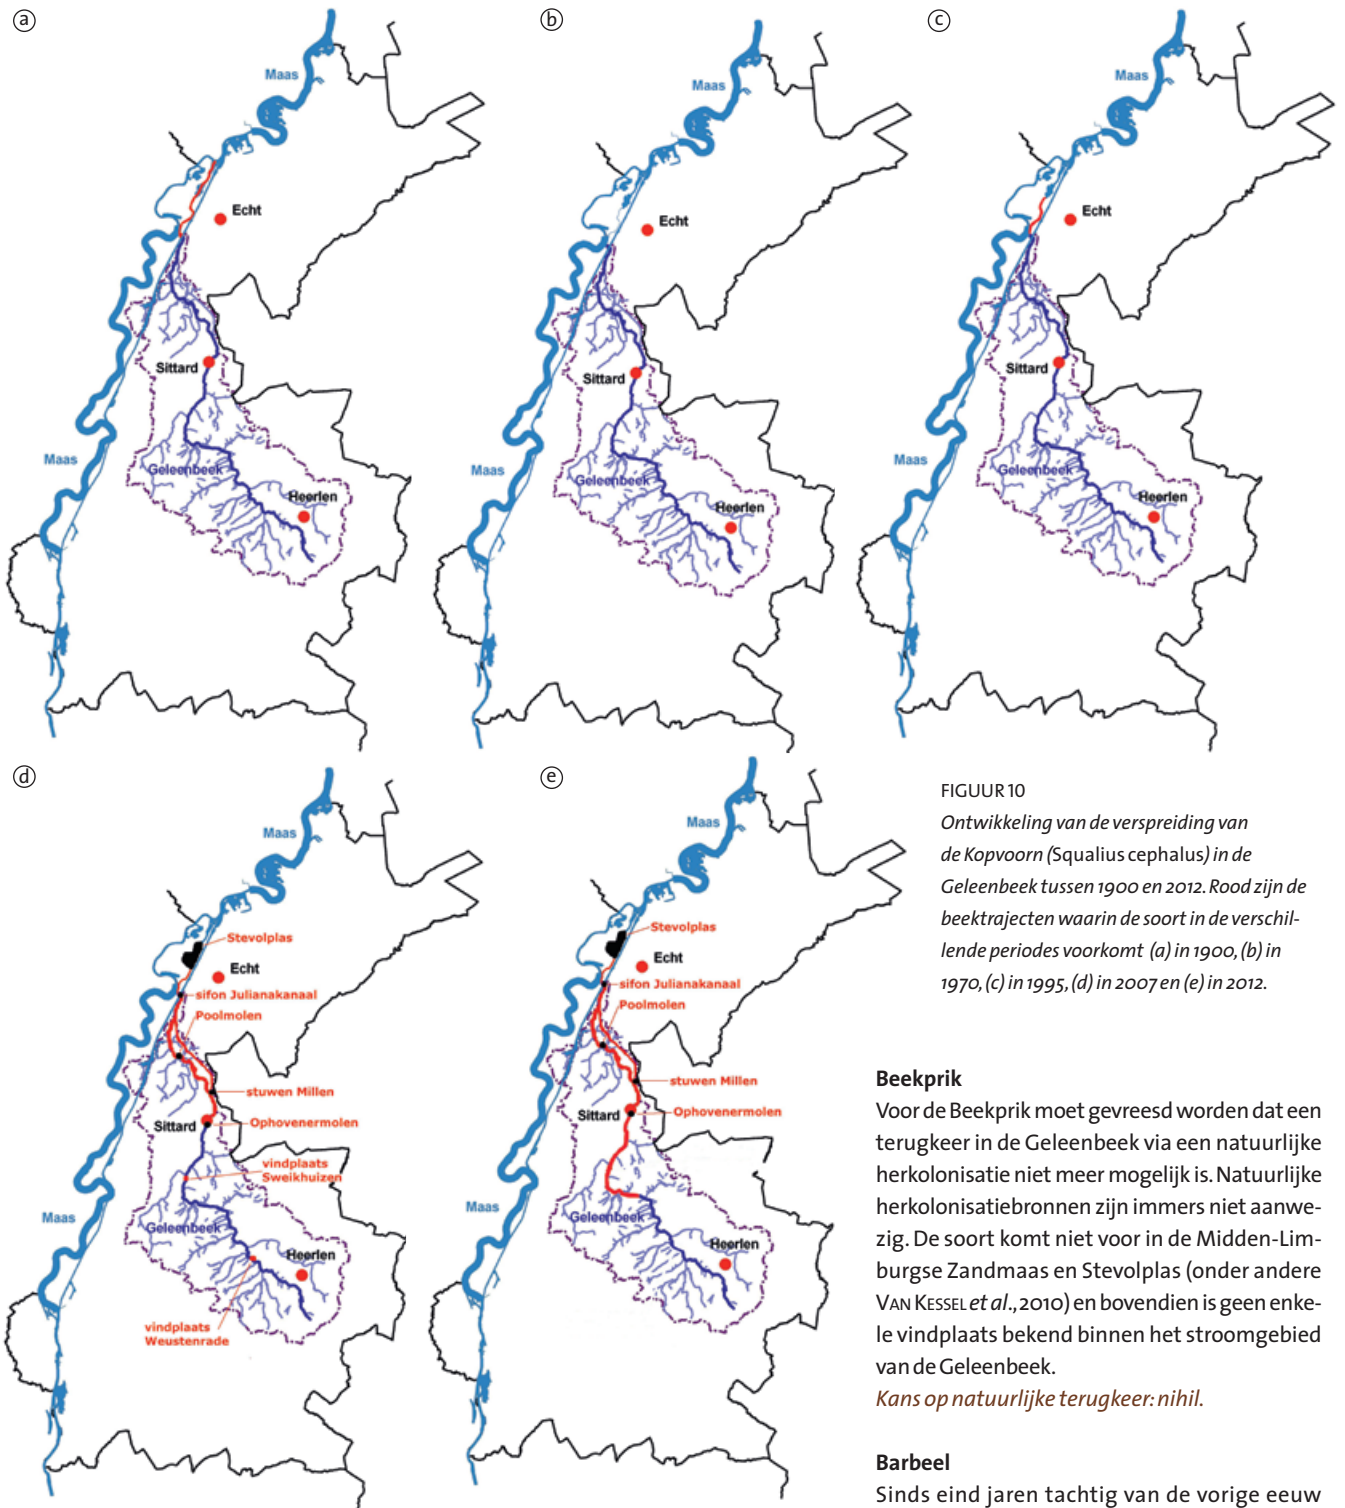 a
Maas
Echt
Sittard
Maas
Geleenbeek
Heerlen
b
Maas
Echt
Sittard
Maas
Geleenbeek
Heerlen
c
Maas
Echt
Sittard
Maas
Geleenbeek
Heerlen
d
Maas
Stevolplas
Echt
sifon Julianakanaal
Poolmolen
stuwen Millen
Sittard
Ophovenermolen
vindplaats
Sweikhuizen
Maas
Geleenbeek
Heerlen
vindplaats
Weustenrade
e
Maas
Stevolplas
Echt
sifon Julianakanaal
Poolmolen
stuwen Millen
Sittard
Ophovenermolen
Maas
Geleenbeek
Heerlen
FIGUUR 10
Ontwikkeling van de verspreiding van
de Kopvoorn (Squalius cephalus) in de
Geleenbeek tussen 1900 en 2012. Rood zijn de
beektrajecten waarin de soort in de verschil-
lende periodes voorkomt (a) in 1900, (b) in
1970, (c) in 1995, (d) in 2007 en (e) in 2012.
Beekprik
Voor de Beekprik moet gevreesd worden dat een
terugkeer in de Geleenbeek via een natuurlijke
herkolonisatie niet meer mogelijk is. Natuurlijke
herkolonisatiebronnen zijn immers niet aanwe-
zig. De soort komt niet voor in de Midden-Lim-
burgse Zandmaas en Stevolplas (onder andere
VAN KESSEL et al., 2010) en bovendien is geen enke-
le vindplaats bekend binnen het stroomgebied
van de Geleenbeek.
Kans op natuurlijke terugkeer: nihil.
Barbeel
Sinds eind jaren tachtig van de vorige eeuw